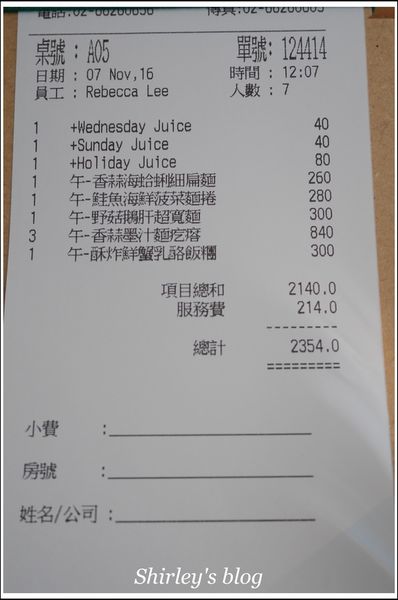 桌號 : A05 單號: 124414
日期 : 07 Nov,16 時間 : 12:07
員工 : Rebecca Lee 人數 : 7
1 +Wednesday Juice 40
1 +Sunday Juice 40
1 +Holiday Juice 80
1 午-香蒜海蛤蜊細扁麵 260
1 午-鮭魚海鮮菠菜麵捲 280
1 午-野菇鵝肝超寬麵 300
3 午-香蒜墨汁麵疙瘩 840
1 午-酥炸鮮蟹乳酪飯糰 300
項目總和 2140.0
服務費 214.0
---------
總計 2354.0
=========
小費 :
房號 :
姓名/公司 :
Shirley's blog